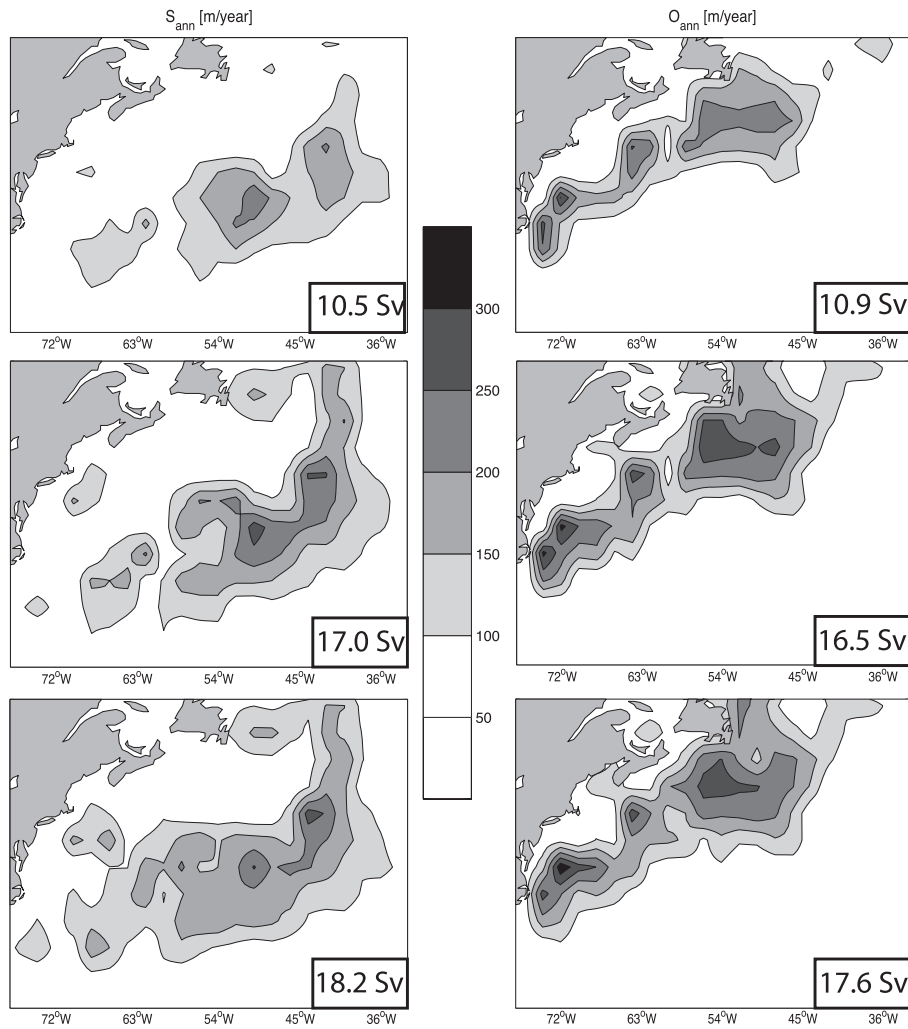 S_ann [m/year]
O_ann [m/year]
10.5 Sv
10.9 Sv
72°W 63°W 54°W 45°W 36°W
72°W 63°W 54°W 45°W 36°W
300
250
200
150
100
50
17.0 Sv
16.5 Sv
72°W 63°W 54°W 45°W 36°W
72°W 63°W 54°W 45°W 36°W
18.2 Sv
17.6 Sv
72°W 63°W 54°W 45°W 36°W
72°W 63°W 54°W 45°W 36°W